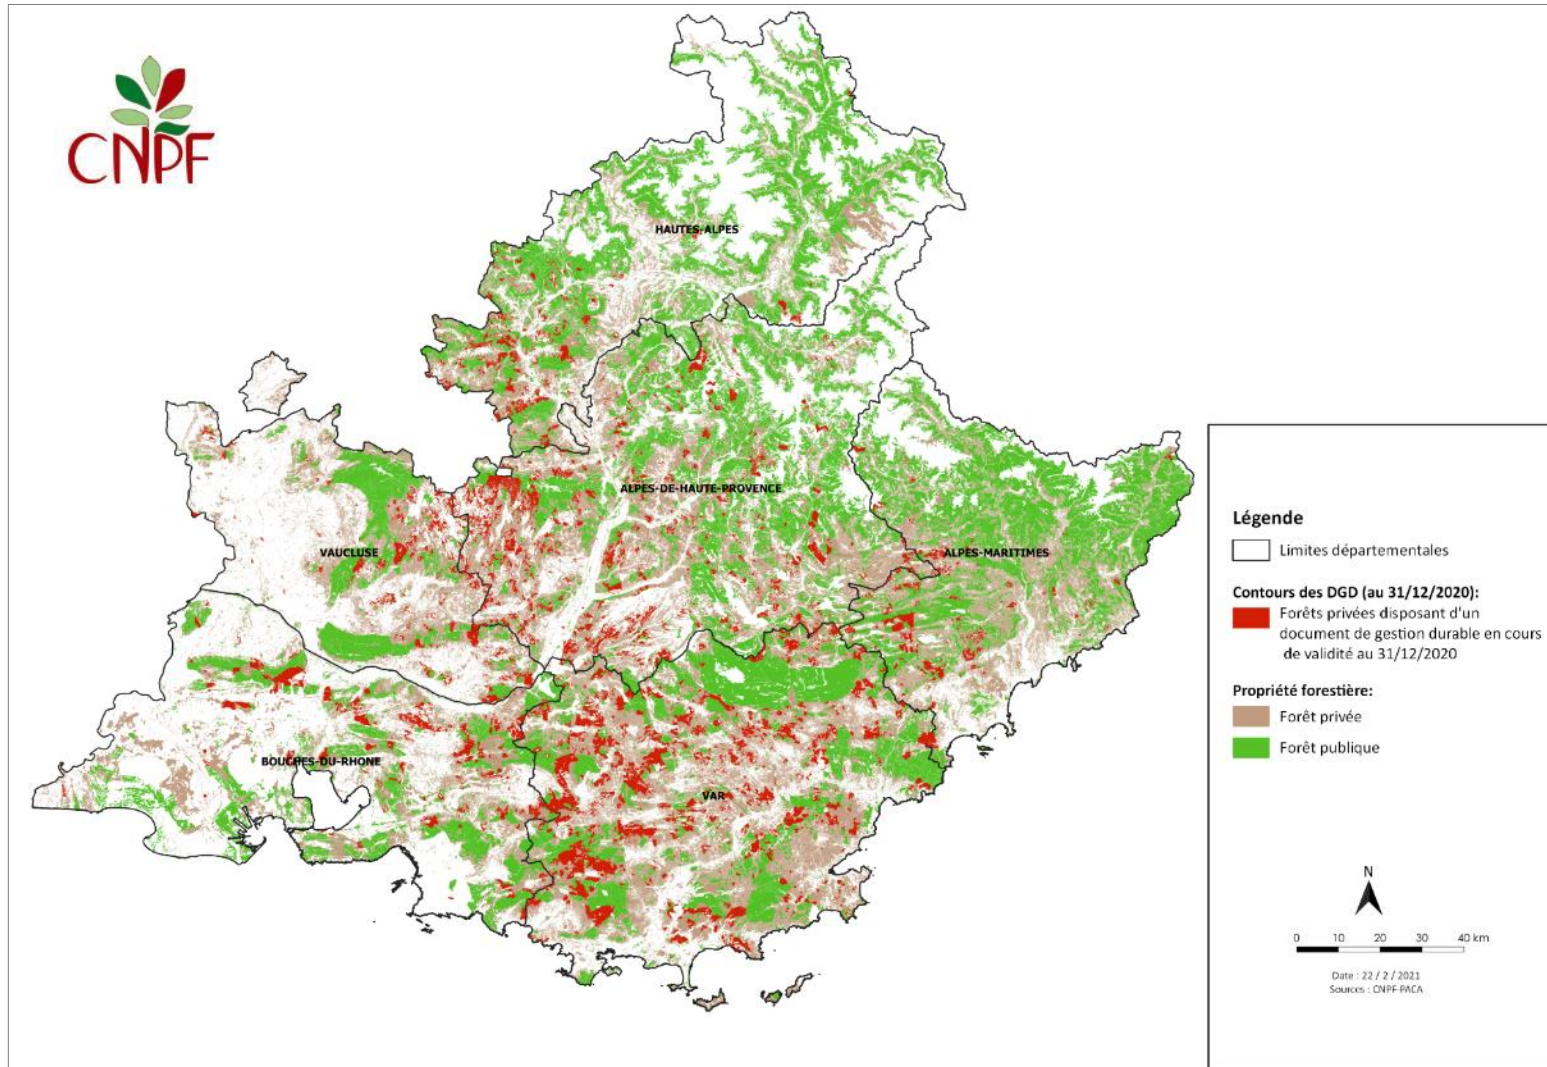 CNPF
HAUTES-ALPES
ALPES-DE-HAUTE-PROVENCE
VAUCLUSE
ALPES-MARITIMES
BOUCHES-DU-RHONE
VAR
Légende
Limites départementales
Contours des DGD (au 31/12/2020):
Forêts privées disposant d'un
document de gestion durable en cours
de validité au 31/12/2020
Propriété forestière:
Forêt privée
Forêt publique
N
0 10 20 30 40 km
Date : 22 / 2 / 2021
Sources : CNPF-PACA